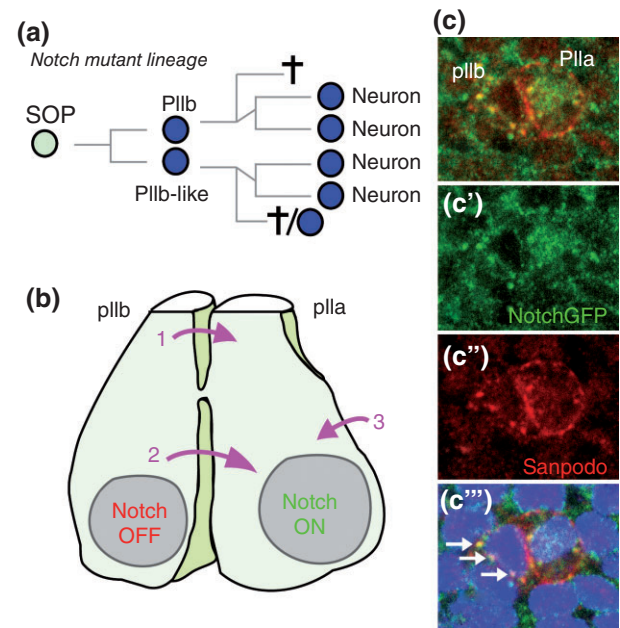 (a)
Notch mutant lineage
SOP
PIIb
PIIb-like
†
Neuron
Neuron
Neuron
Neuron
†/
(b)
pIIb
pIIa
1
2
3
Notch
OFF
Notch
ON
(c)
pIIb
PIIa
(c')
NotchGFP
(c'')
Sanpodo
(c''')